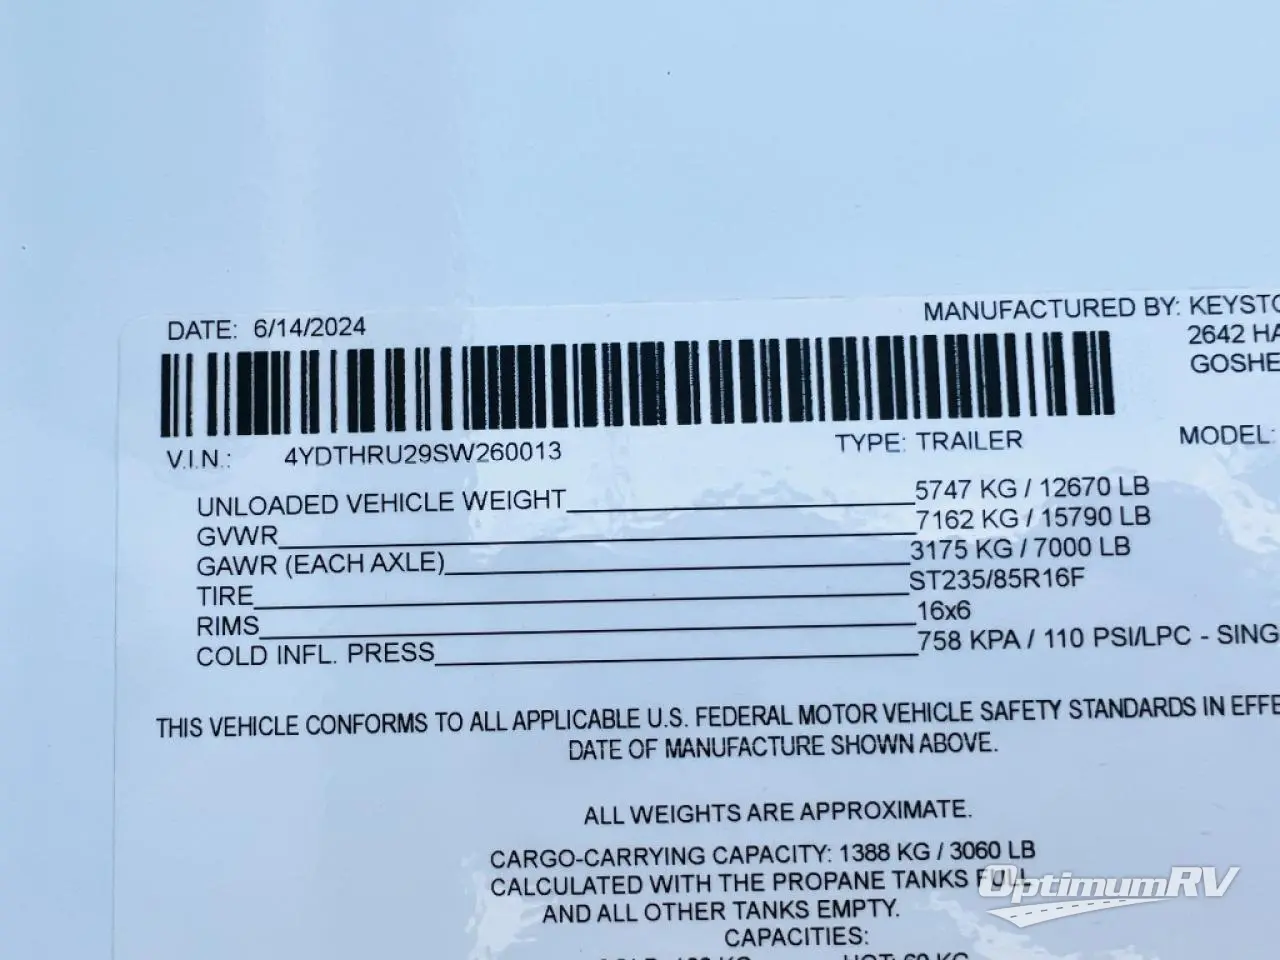 DATE: 6/14/2024
MANUFACTURED BY: KEYSTO
2642 HA
GOSHE
V.I.N.: 4YDTHRU29SW260013 TYPE: TRAILER MODEL:
UNLOADED VEHICLE WEIGHT 5747 KG / 12670 LB
GVWR 7162 KG / 15790 LB
GAWR (EACH AXLE) 3175 KG / 7000 LB
TIRE ST235/85R16F
RIMS 16x6
COLD INFL. PRESS 758 KPA / 110 PSI/LPC - SING
THIS VEHICLE CONFORMS TO ALL APPLICABLE U.S. FEDERAL MOTOR VEHICLE SAFETY STANDARDS IN EFFE
DATE OF MANUFACTURE SHOWN ABOVE.
ALL WEIGHTS ARE APPROXIMATE.
CARGO-CARRYING CAPACITY: 1388 KG / 3060 LB
CALCULATED WITH THE PROPANE TANKS FULL
AND ALL OTHER TANKS EMPTY.
CAPACITIES:
OptimumRV